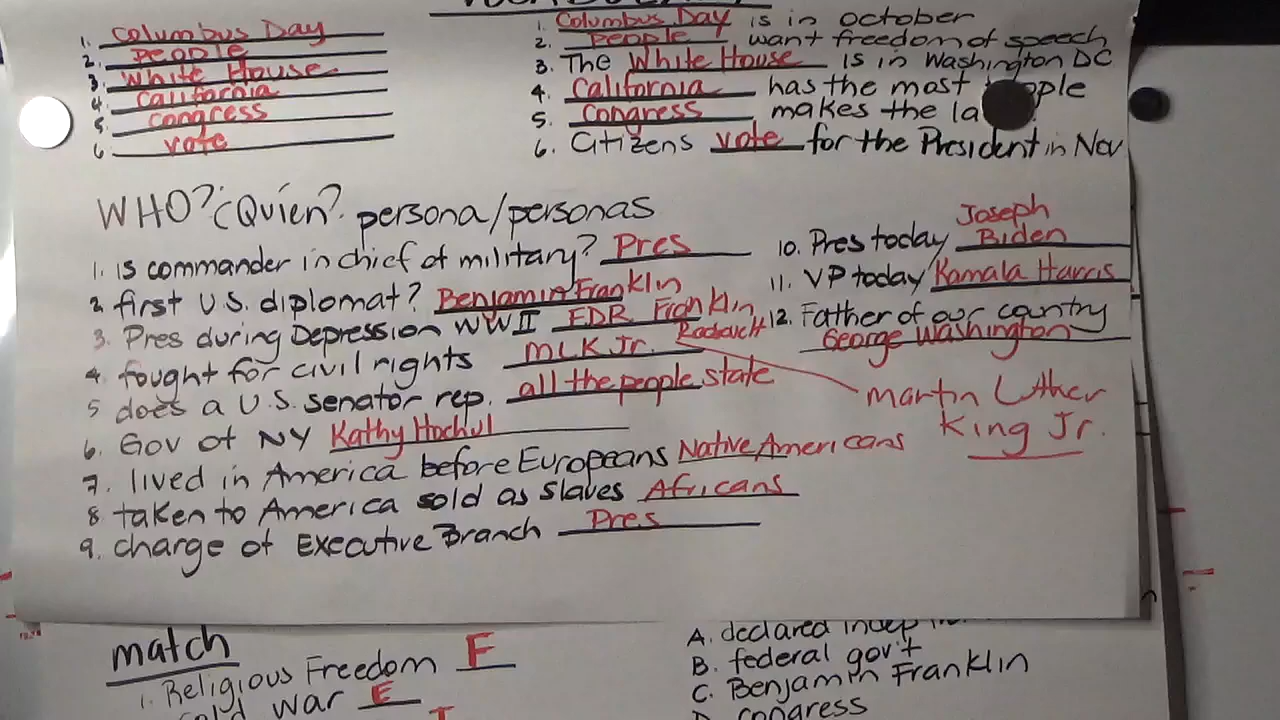 1. Columbus Day
2. people
3. White House
4. California
5. Congress
6. vote
1. Columbus Day is in october
2. people want freedom of speech
3. The White House is in Washington DC
4. California has the most
5. Congress makes the
6. Citizens vote for the President in Nov
WHO? ¿Quién? persona/personas
1. is commander in chief of military? Pres
2 first U.S. diplomat? Benjamin Franklin
3. Pres during Depression WWII FDR Franklin
4 fought for civil rights MLK Jr.
5 does a U.S. senator rep. all the people state
6. Gov of NY Kathy Hochul
7. lived in America before Europeans Native Americans
8 taken to America sold as slaves Africans
9. charge of Executive Branch Pres
10. Pres today Joseph Biden
11. VP today Kamala Harris
12. Father of our country
George Washington
martin Luther
King Jr.
match
1. Religious Freedom F
war E
A. declared
B. federal gov't
C. Benjamin Franklin
D. Congress